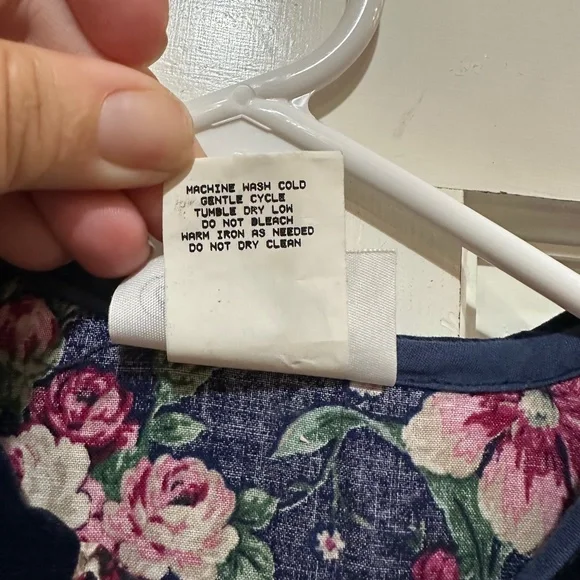 MACHINE WASH COLD
GENTLE CYCLE
TUMBLE DRY LOW
DO NOT BLEACH
WARM IRON AS NEEDED
DO NOT DRY CLEAN